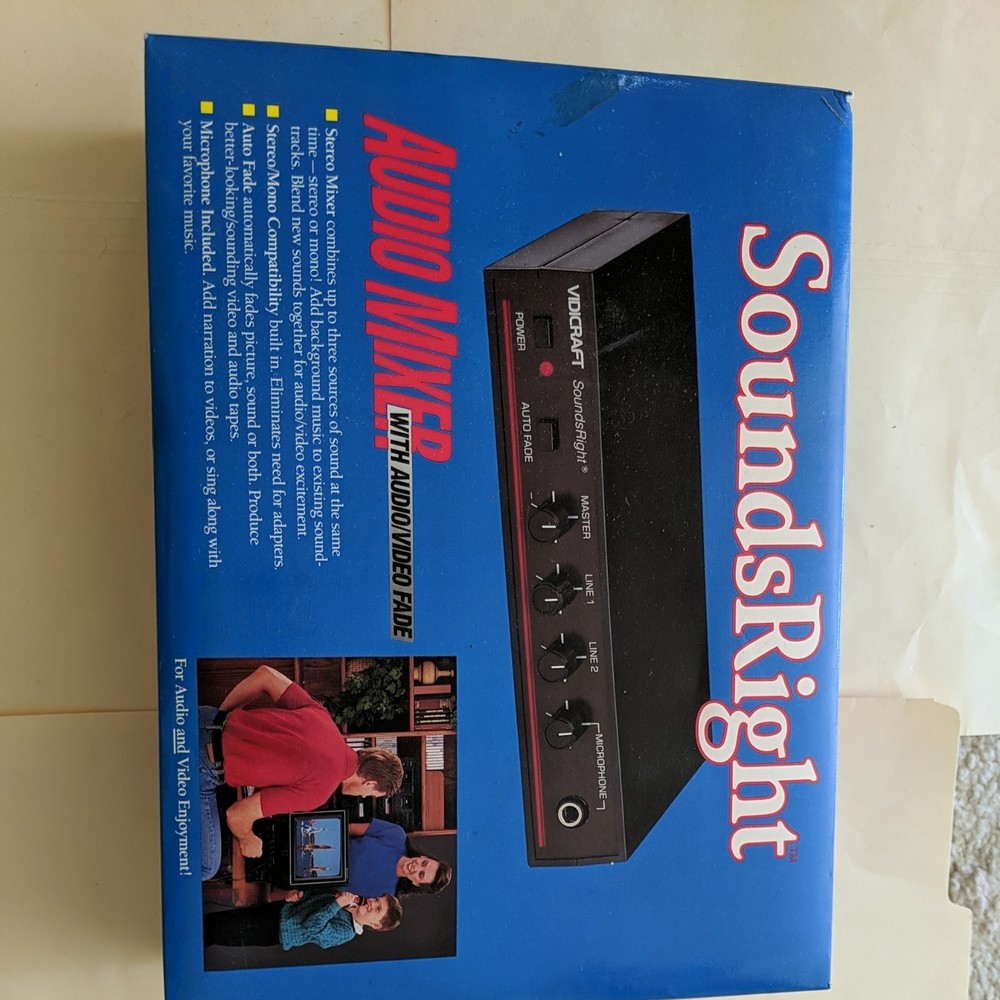 SoundsRight™
VIDICRAFT SoundsRight®
POWER
AUTO FADE
MASTER
LINE 1
LINE 2
MICROPHONE
AUDIO MIXER
WITH AUDIO/VIDEO FADE
Stereo Mixer combines up to three sources of sound at the same
time—stereo or mono! Add background music to existing sound-
tracks. Blend new sounds together for audio/video excitement.
Stereo/Mono Compatibility built in. Eliminates need for adapters.
Auto Fade automatically fades picture, sound or both. Produce
better-looking/sounding video and audio tapes.
Microphone Included. Add narration to videos, or sing along with
your favorite music.
For Audio and Video Enjoyment!